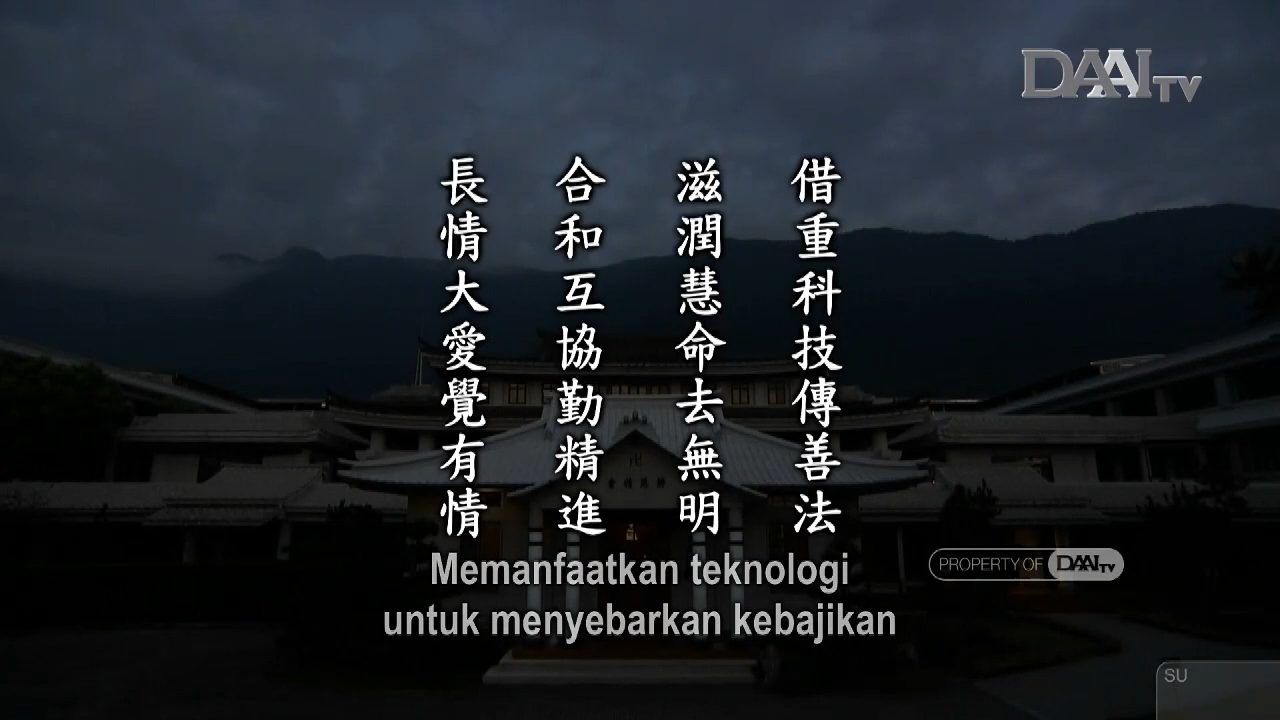 DAAI TV
借重科技傳善法
滋潤慧命去無明
合和互協勤精進
長情大愛覺有情
Memanfaatkan teknologi
untuk menyebarkan kebajikan
PROPERTY OF DAAI TV
SU